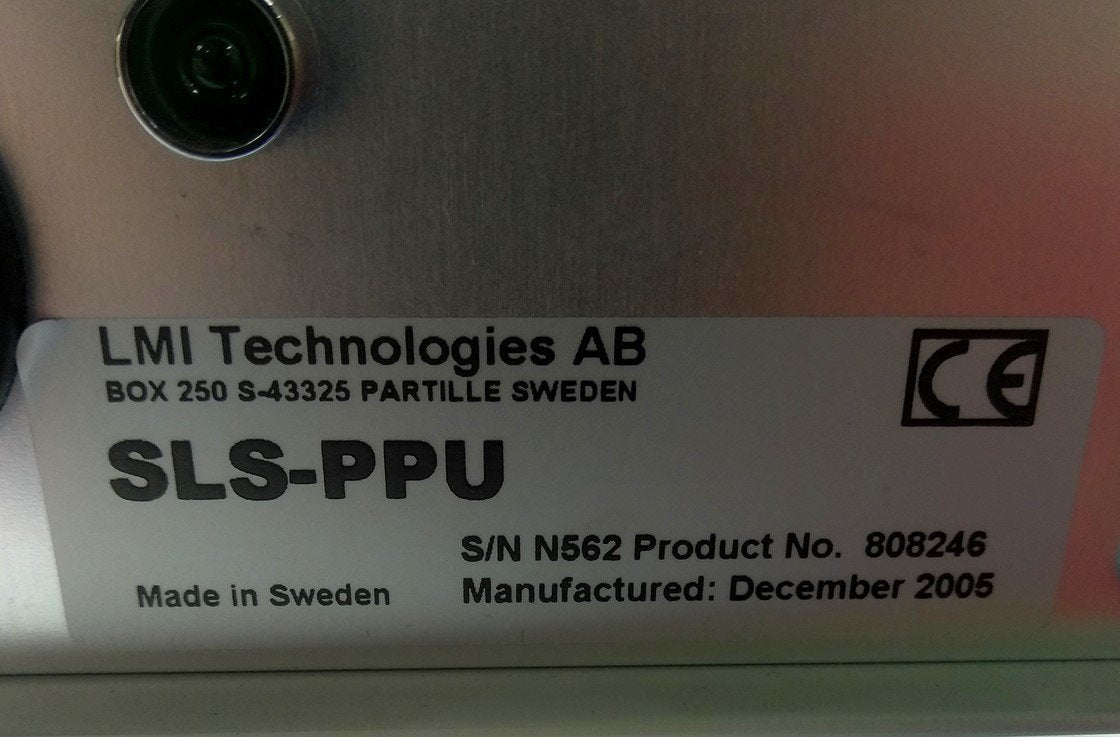 LMI Technologies AB
BOX 250 S-43325 PARTILLE SWEDEN
CE
SLS-PPU
S/N N562 Product No. 808246
Made in Sweden Manufactured: December 2005